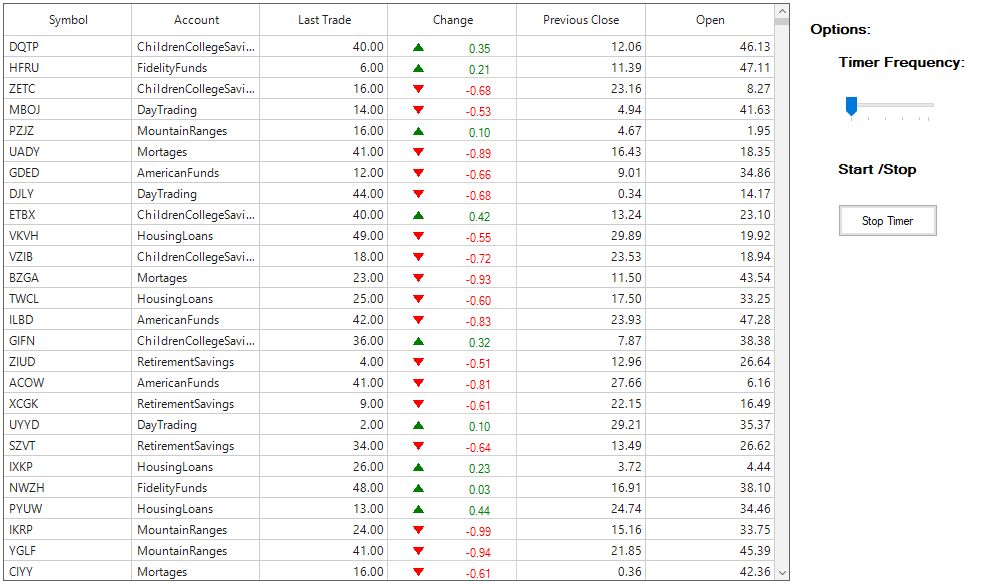 Symbol Account Last Trade Change Previous Close Open
DQTP ChildrenCollegeSavi... 40.00 0.35 12.06 46.13
HFRU FidelityFunds 6.00 0.21 11.39 47.11
ZETC ChildrenCollegeSavi... 16.00 -0.68 23.16 8.27
MBOJ DayTrading 14.00 -0.53 4.94 41.63
PZJZ MountainRanges 16.00 0.10 4.67 1.95
UADY Mortages 41.00 -0.89 16.43 18.35
GDED AmericanFunds 12.00 -0.66 9.01 34.86
DJLY DayTrading 44.00 -0.68 0.34 14.17
ETBX ChildrenCollegeSavi... 40.00 0.42 13.24 23.10
VKVH HousingLoans 49.00 -0.55 29.89 19.92
VZIB ChildrenCollegeSavi... 18.00 -0.72 23.53 18.94
BZGA Mortages 23.00 -0.93 11.50 43.54
TWCL HousingLoans 25.00 -0.60 17.50 33.25
ILBD AmericanFunds 42.00 -0.83 23.93 47.28
GIFN ChildrenCollegeSavi... 36.00 0.32 7.87 38.38
ZIUD RetirementSavings 4.00 -0.51 12.96 26.64
ACOW AmericanFunds 41.00 -0.81 27.66 6.16
XCGK RetirementSavings 9.00 -0.61 22.15 16.49
UYYD DayTrading 2.00 0.10 29.21 35.37
SZVT RetirementSavings 34.00 -0.64 13.49 26.62
IXKP HousingLoans 26.00 0.23 3.72 4.44
NWZH FidelityFunds 48.00 0.03 16.91 38.10
PYUW HousingLoans 13.00 0.44 24.74 34.46
IKRP MountainRanges 24.00 -0.99 15.16 33.75
YGLF MountainRanges 41.00 -0.94 21.85 45.39
CIYY Mortages 16.00 -0.61 0.36 42.36
Options:
Timer Frequency:
Start /Stop
Stop Timer